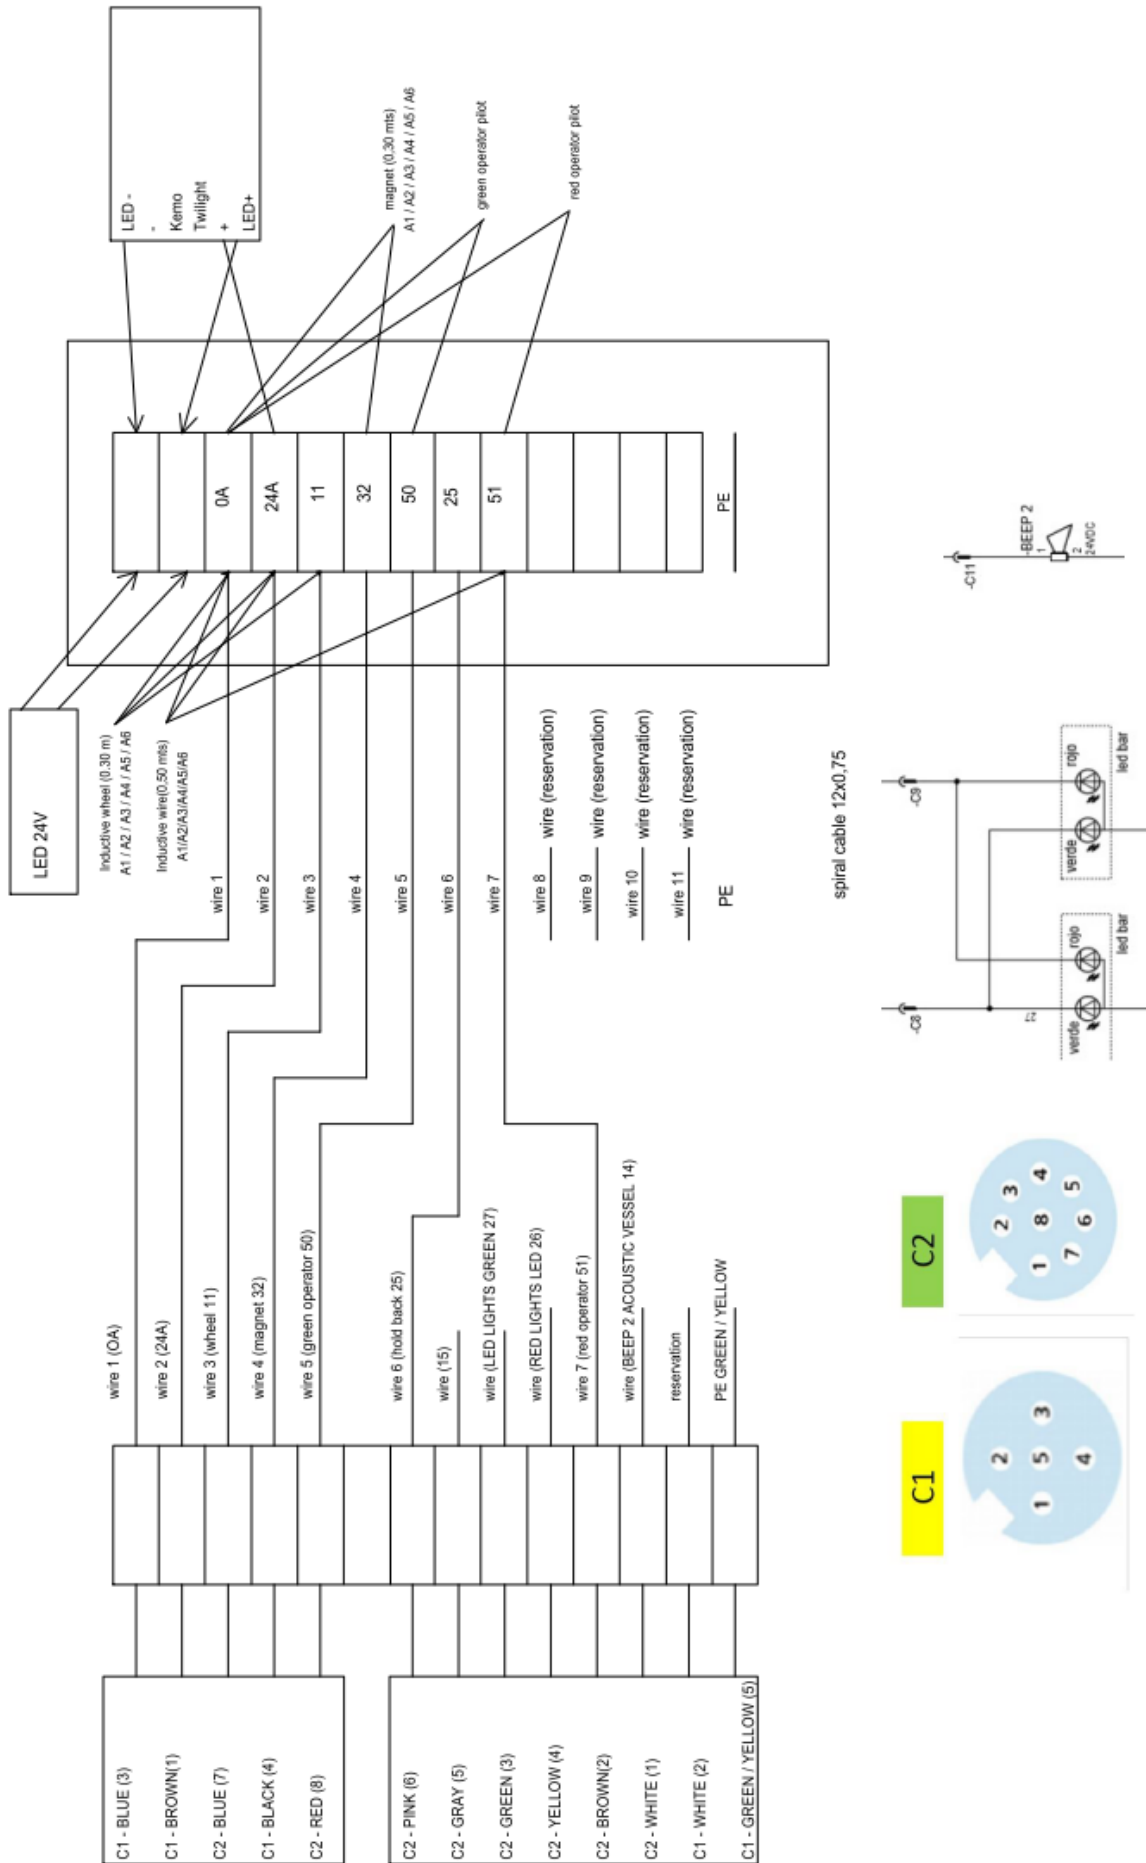 LED 24V
Inductive wheel (0.30 m)
A1 / A2 / A3 / A4 / A5 / A6
Inductive wire(0,50 mts)
A1/A2/A3/A4/A5/A6
LED -
-
Kemo
Twilight
+
LED+
magnet (0,30 mts)
A1 / A2 / A3 / A4 / A5 / A6
green operator pilot
red operator pilot
0A
24A
11
32
50
25
51
PE
wire 1
wire 2
wire 3
wire 4
wire 5
wire 6
wire 7
wire 8
wire (reservation)
wire 9
wire (reservation)
wire 10
wire (reservation)
wire 11
wire (reservation)
PE
spiral cable 12x0,75
wire 1 (OA)
wire 2 (24A)
wire 3 (wheel 11)
wire 4 (magnet 32)
wire 5 (green operator 50)
wire 6 (hold back 25)
wire (15)
wire (LED LIGHTS GREEN 27)
wire (RED LIGHTS LED 26)
wire 7 (red operator 51)
wire (BEEP 2 ACOUSTIC VESSEL 14)
reservation
PE GREEN / YELLOW
C1 - BLUE (3)
C1 - BROWN(1)
C2 - BLUE (7)
C1 - BLACK (4)
C2 - RED (8)
C2 - PINK (6)
C2 - GRAY (5)
C2 - GREEN (3)
C2 - YELLOW (4)
C2 - BROWN(2)
C2 - WHITE (1)
C1 - WHITE (2)
C1 - GREEN / YELLOW (5)
C1
1
2
3
4
5
C2
1
2
3
4
5
6
7
8
-C8
27
verde
rojo
led bar
-C9
verde
rojo
led bar
-C11
-BEEP 2
1
2
24VDC